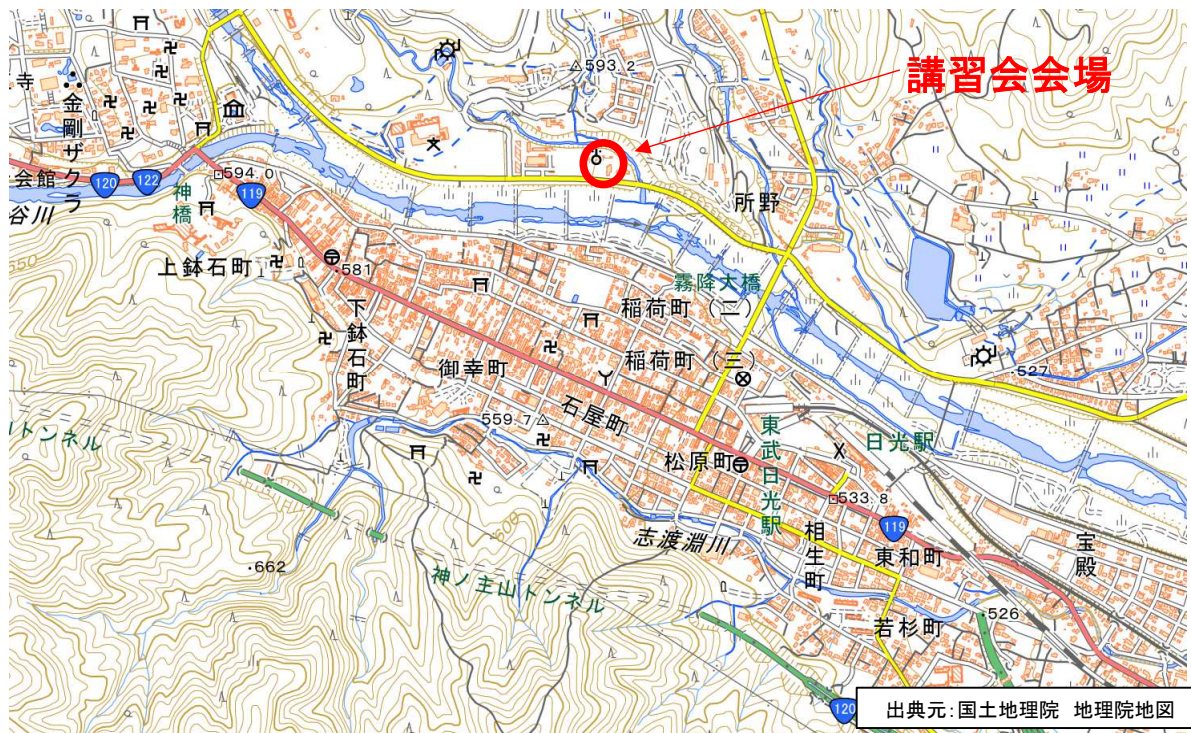 講習会会場
593.2
寺
金剛ザクラ
会館
120
122
神橋
594.0
119
谷川
上鉢石町
581
下鉢石町
所野
霧降大橋
稲荷町(二)
稲荷町(三)
御幸町
527
559.7
石屋町
東武日光駅
日光駅
松原町
533.8
119
トンネル
志渡淵川
相生町
東和町
宝殿
662
600
神ノ主山トンネル
526
若杉町
120
出典元:国土地理院 地理院地図